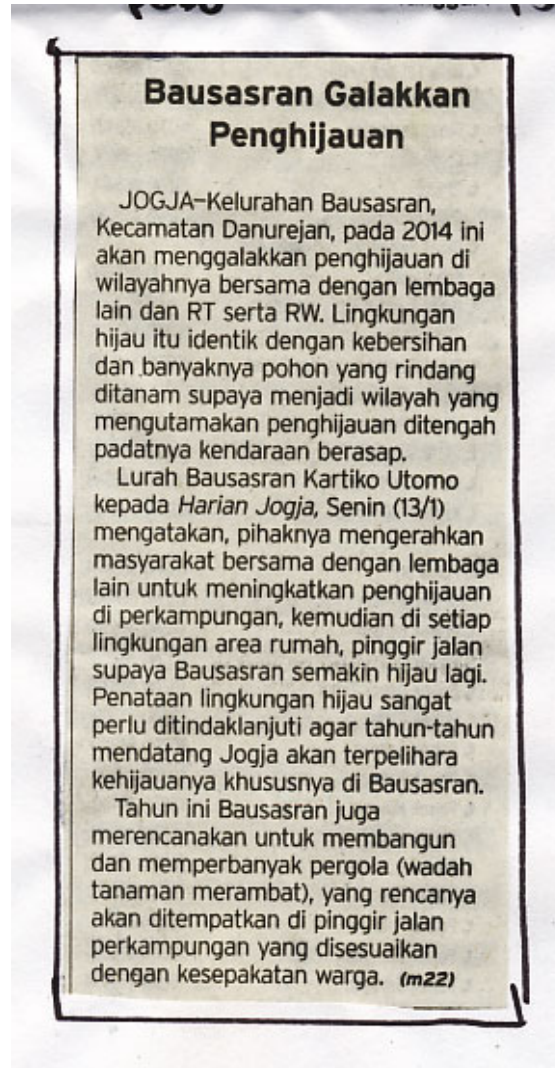 Bausasran Galakkan
Penghijauan
JOGJA–Kelurahan Bausasran,
Kecamatan Danurejan, pada 2014 ini
akan menggalakkan penghijauan di
wilayahnya bersama dengan lembaga
lain dan RT serta RW. Lingkungan
hijau itu identik dengan kebersihan
dan banyaknya pohon yang rindang
ditanam supaya menjadi wilayah yang
mengutamakan penghijauan ditengah
padatnya kendaraan berasap.
Lurah Bausasran Kartiko Utomo
kepada Harian Jogja, Senin (13/1)
mengatakan, pihaknya mengerahkan
masyarakat bersama dengan lembaga
lain untuk meningkatkan penghijauan
di perkampungan, kemudian di setiap
lingkungan area rumah, pinggir jalan
supaya Bausasran semakin hijau lagi.
Penataan lingkungan hijau sangat
perlu ditindaklanjuti agar tahun-tahun
mendatang Jogja akan terpelihara
kehijauanya khususnya di Bausasran.
Tahun ini Bausasran juga
merencanakan untuk membangun
dan memperbanyak pergola (wadah
tanaman merambat), yang rencanya
akan ditempatkan di pinggir jalan
perkampungan yang disesuaikan
dengan kesepakatan warga. (m22)